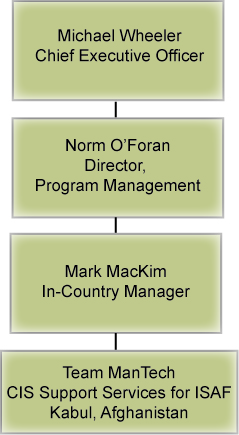 Michael Wheeler
Chief Executive Officer
Norm O’Foran
Director,
Program Management
Mark MacKim
In-Country Manager
Team ManTech
CIS Support Services for ISAF
Kabul, Afghanistan